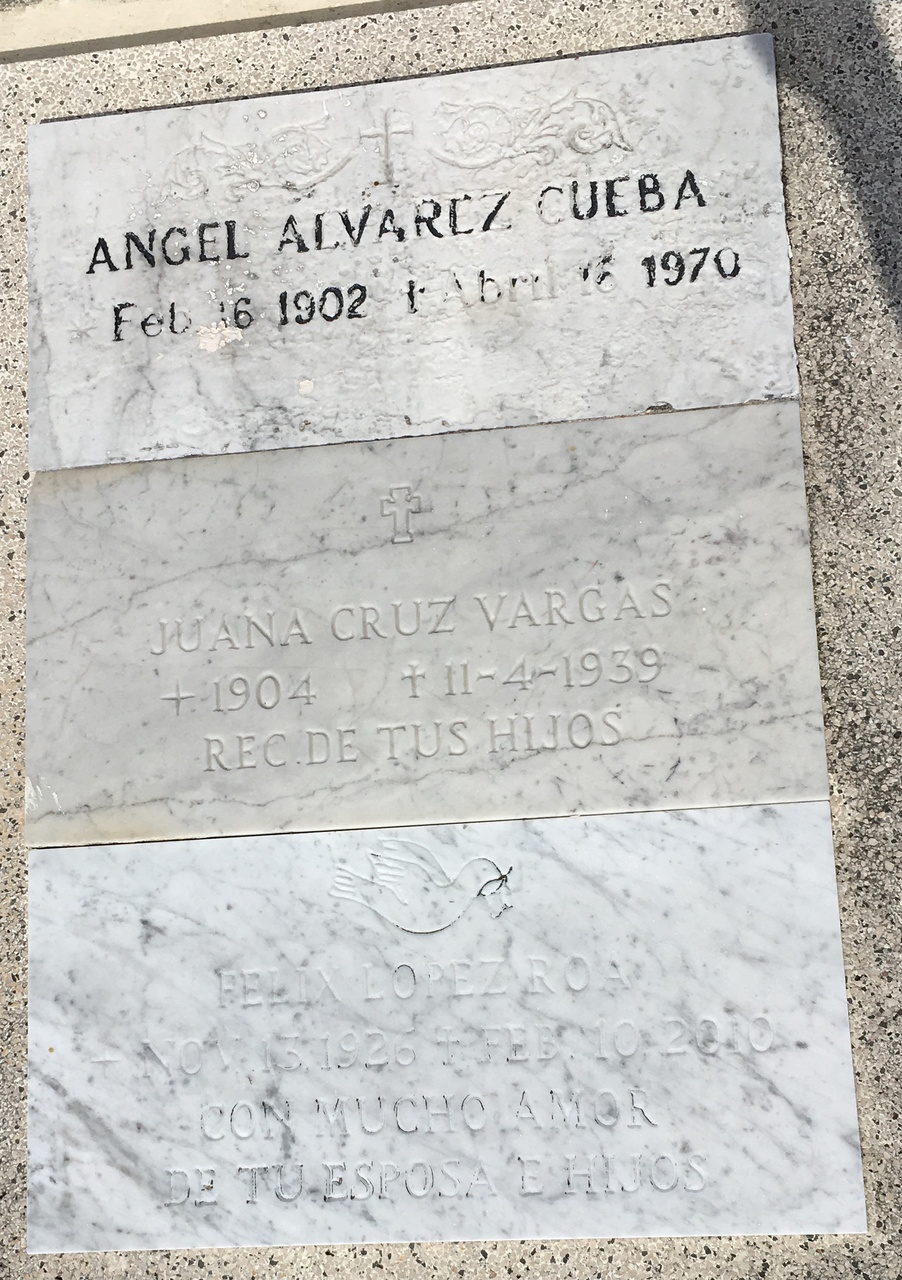 ANGEL ALVAREZ CUEBA
Feb 16 1902 † Abril 16 1970
JUANA CRUZ VARGAS
+ 1904 † 11-4-1939
REC. DE TUS HIJOS
FELIX LOPEZ ROA
+ NOV. 13, 1926 † FEB. 10, 2010
CON MUCHO AMOR
DE TU ESPOSA E HIJOS